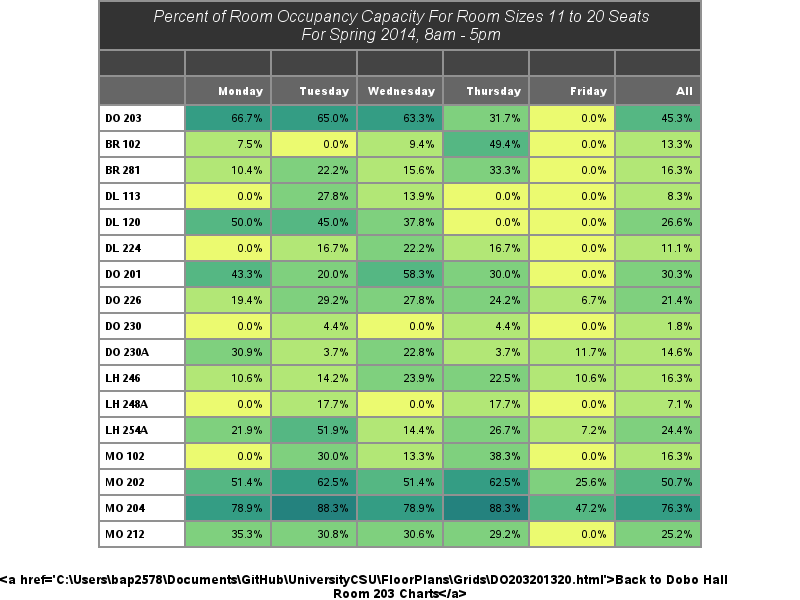 Percent of Room Occupancy Capacity For Room Sizes 11 to 20 Seats
For Spring 2014, 8am - 5pm
Monday Tuesday Wednesday Thursday Friday All
DO 203 66.7% 65.0% 63.3% 31.7% 0.0% 45.3%
BR 102 7.5% 0.0% 9.4% 49.4% 0.0% 13.3%
BR 281 10.4% 22.2% 15.6% 33.3% 0.0% 16.3%
DL 113 0.0% 27.8% 13.9% 0.0% 0.0% 8.3%
DL 120 50.0% 45.0% 37.8% 0.0% 0.0% 26.6%
DL 224 0.0% 16.7% 22.2% 16.7% 0.0% 11.1%
DO 201 43.3% 20.0% 58.3% 30.0% 0.0% 30.3%
DO 226 19.4% 29.2% 27.8% 24.2% 6.7% 21.4%
DO 230 0.0% 4.4% 0.0% 4.4% 0.0% 1.8%
DO 230A 30.9% 3.7% 22.8% 3.7% 11.7% 14.6%
LH 246 10.6% 14.2% 23.9% 22.5% 10.6% 16.3%
LH 248A 0.0% 17.7% 0.0% 17.7% 0.0% 7.1%
LH 254A 21.9% 51.9% 14.4% 26.7% 7.2% 24.4%
MO 102 0.0% 30.0% 13.3% 38.3% 0.0% 16.3%
MO 202 51.4% 62.5% 51.4% 62.5% 25.6% 50.7%
MO 204 78.9% 88.3% 78.9% 88.3% 47.2% 76.3%
MO 212 35.3% 30.8% 30.6% 29.2% 0.0% 25.2%
<a href='C:\Users\bap2578\Documents\GitHub\UniversityCSU\FloorPlans\Grids\DO203201320.html'>Back to Dobo Hall
Room 203 Charts</a>